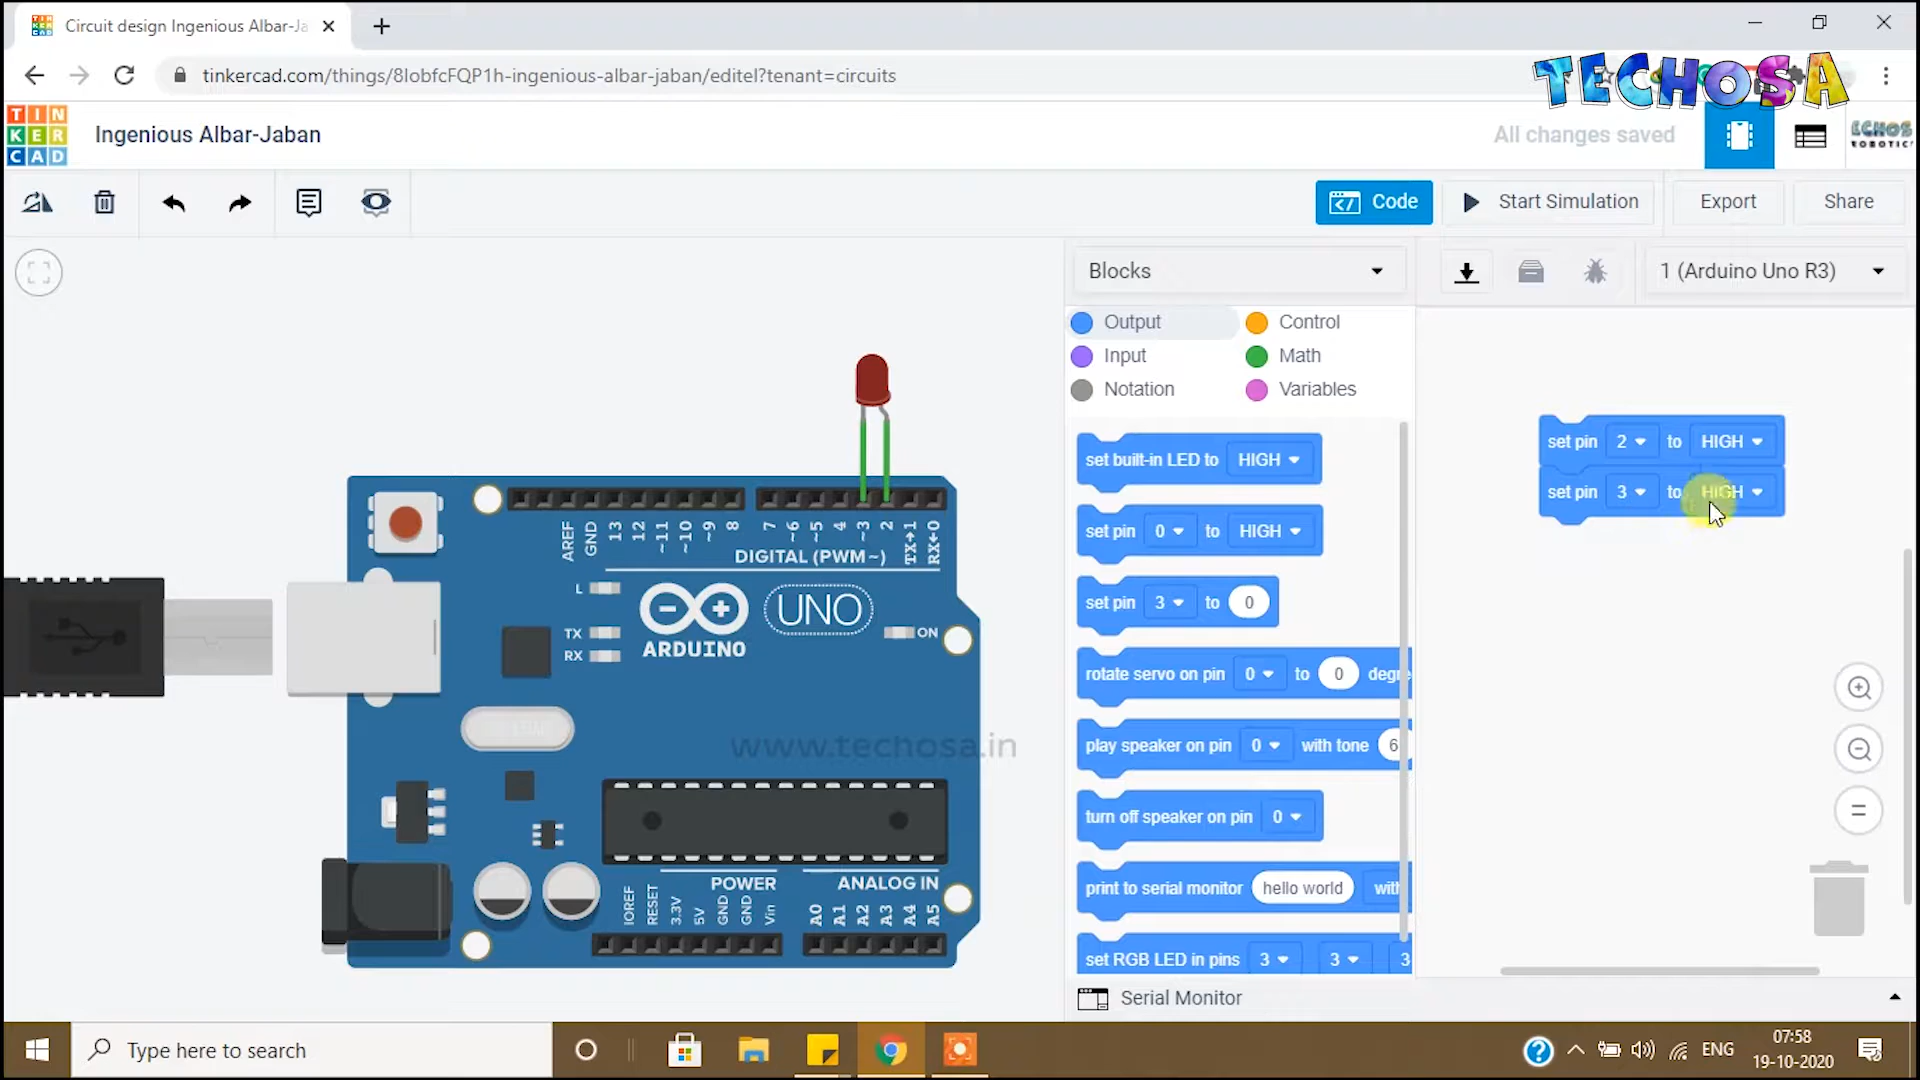 Circuit design Ingenious Albar-Ja
tinkercad.com/things/8IobfcFQP1h-ingenious-albar-jaban/editel?tenant=circuits
TECHOSA
TIN
KER
CAD
Ingenious Albar-Jaban
All changes saved
ECHOS
ROBOTIC
Code
Start Simulation
Export
Share
Blocks
1 (Arduino Uno R3)
Output
Control
Input
Math
Notation
Variables
set built-in LED to HIGH
set pin 0 to HIGH
set pin 3 to 0
rotate servo on pin 0 to 0 degr
play speaker on pin 0 with tone 6
turn off speaker on pin 0
print to serial monitor hello world with
set RGB LED in pins 3 3 3
set pin 2 to HIGH
set pin 3 to HIGH
AREF GND 13 12 ~11 ~10 ~9 8 7 ~6 ~5 4 ~3 2 TX→1 RX←0
DIGITAL (PWM~)
L
TX
RX
ARDUINO
UNO
ON
www.techosa.in
POWER
ANALOG IN
IOREF RESET 3.3V 5V GND GND Vin A0 A1 A2 A3 A4 A5
Serial Monitor
Type here to search
ENG
07:58
19-10-2020